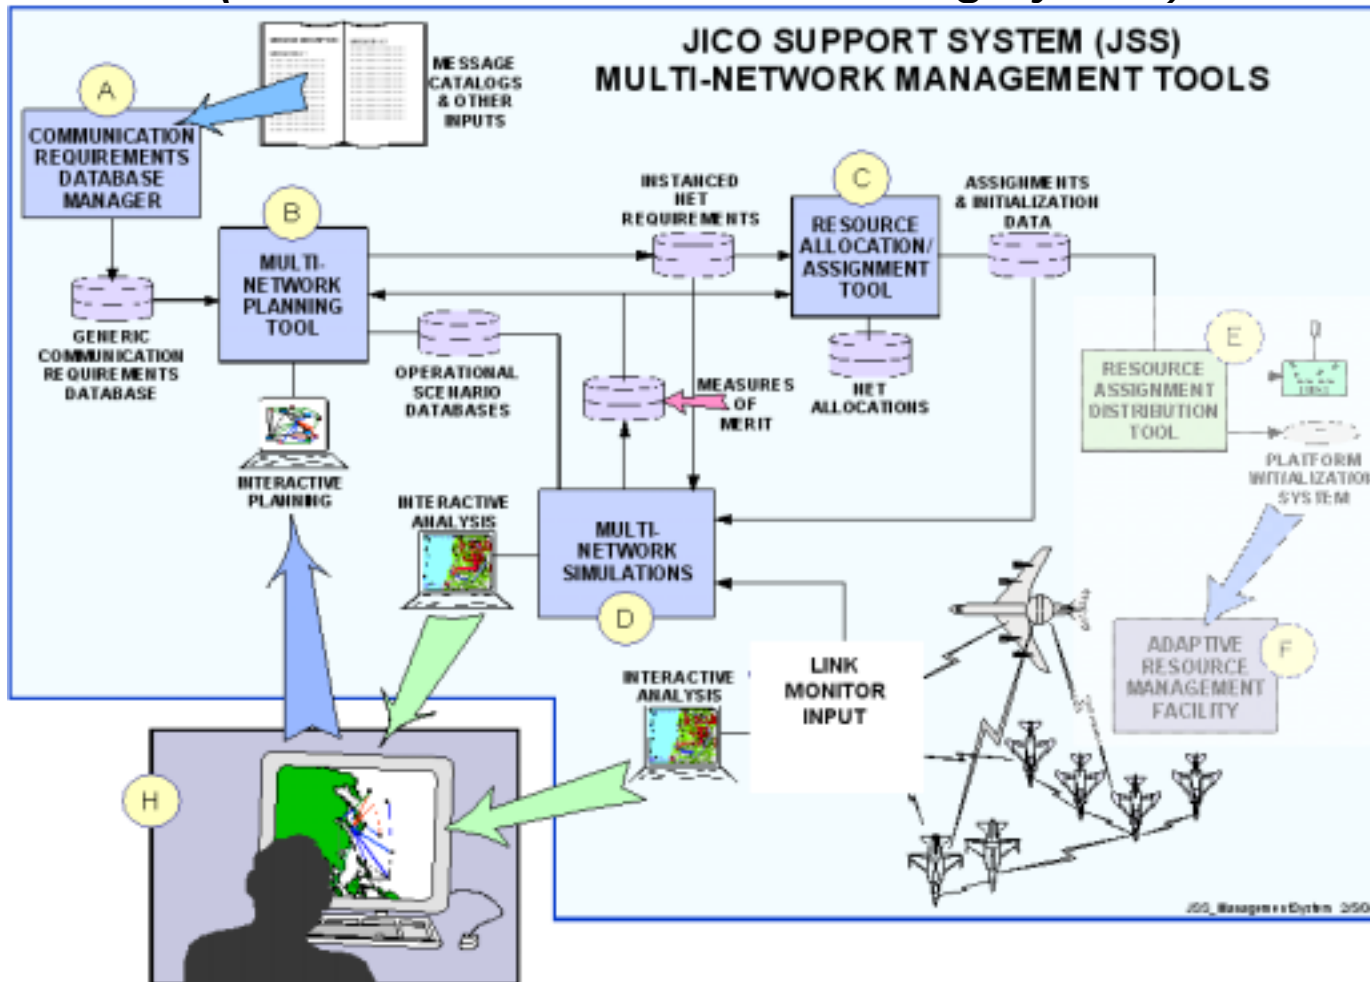 JICO SUPPORT SYSTEM (JSS)
MULTI-NETWORK MANAGEMENT TOOLS
MESSAGE
CATALOGS
& OTHER
INPUTS
A
COMMUNICATION
REQUIREMENTS
DATABASE
MANAGER
B
MULTI-
NETWORK
PLANNING
TOOL
INSTANCED
NET
REQUIREMENTS
C
RESOURCE
ALLOCATION/
ASSIGNMENT
TOOL
ASSIGNMENTS
& INITIALIZATION
DATA
GENERIC
COMMUNICATION
REQUIREMENTS
DATABASE
OPERATIONAL
SCENARIO
DATABASES
MEASURES
OF
MERIT
NET
ALLOCATIONS
E
RESOURCE
ASSIGNMENT
DISTRIBUTION
TOOL
PLATFORM
INITIALIZATION
SYSTEM
INTERACTIVE
PLANNING
INTERACTIVE
ANALYSIS
MULTI-
NETWORK
SIMULATIONS
D
INTERACTIVE
ANALYSIS
LINK
MONITOR
INPUT
ADAPTIVE
RESOURCE
MANAGEMENT
FACILITY
F
H
JSS_ManagementSystem